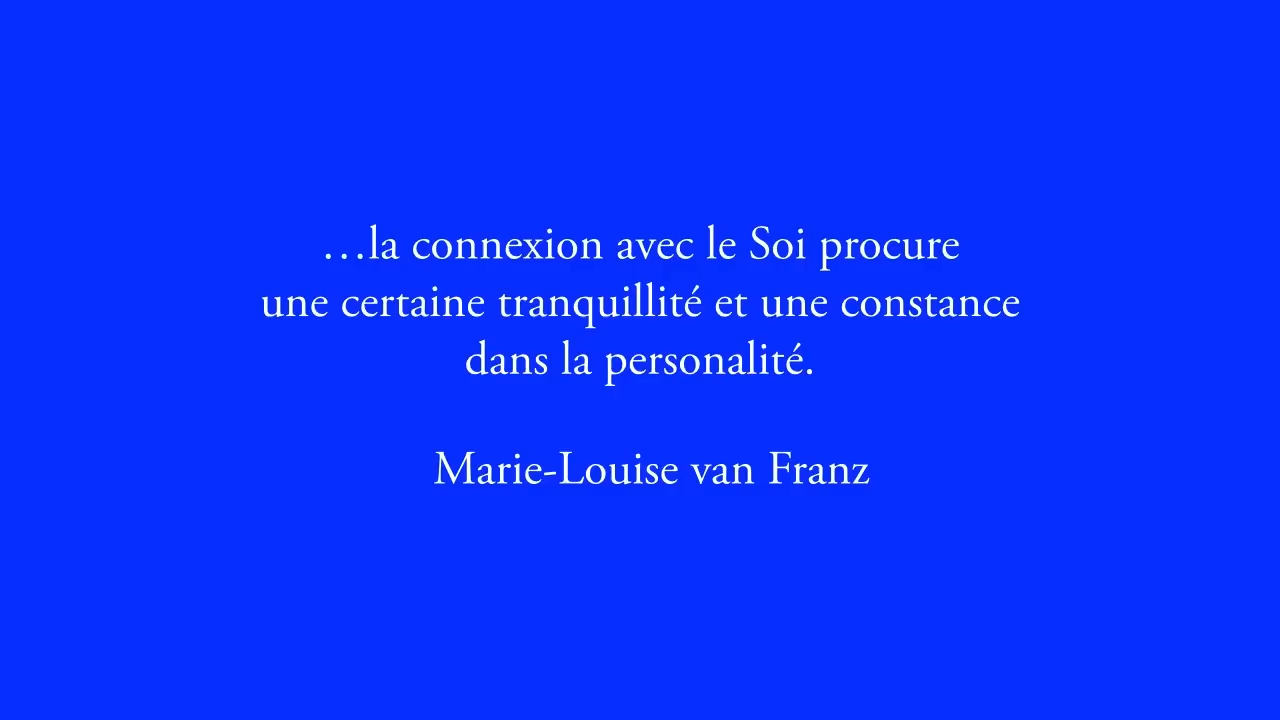 …la connexion avec le Soi procure
une certaine tranquillité et une constance
dans la personalité.
Marie-Louise van Franz